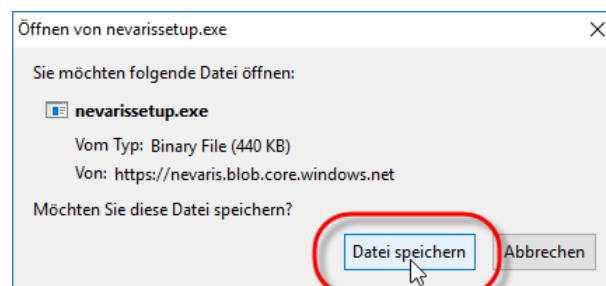 Öffnen von nevarissetup.exe
Sie möchten folgende Datei öffnen:
nevarissetup.exe
Vom Typ: Binary File (440 KB)
Von: https://nevaris.blob.core.windows.net
Möchten Sie diese Datei speichern?
Datei speichern Abbrechen